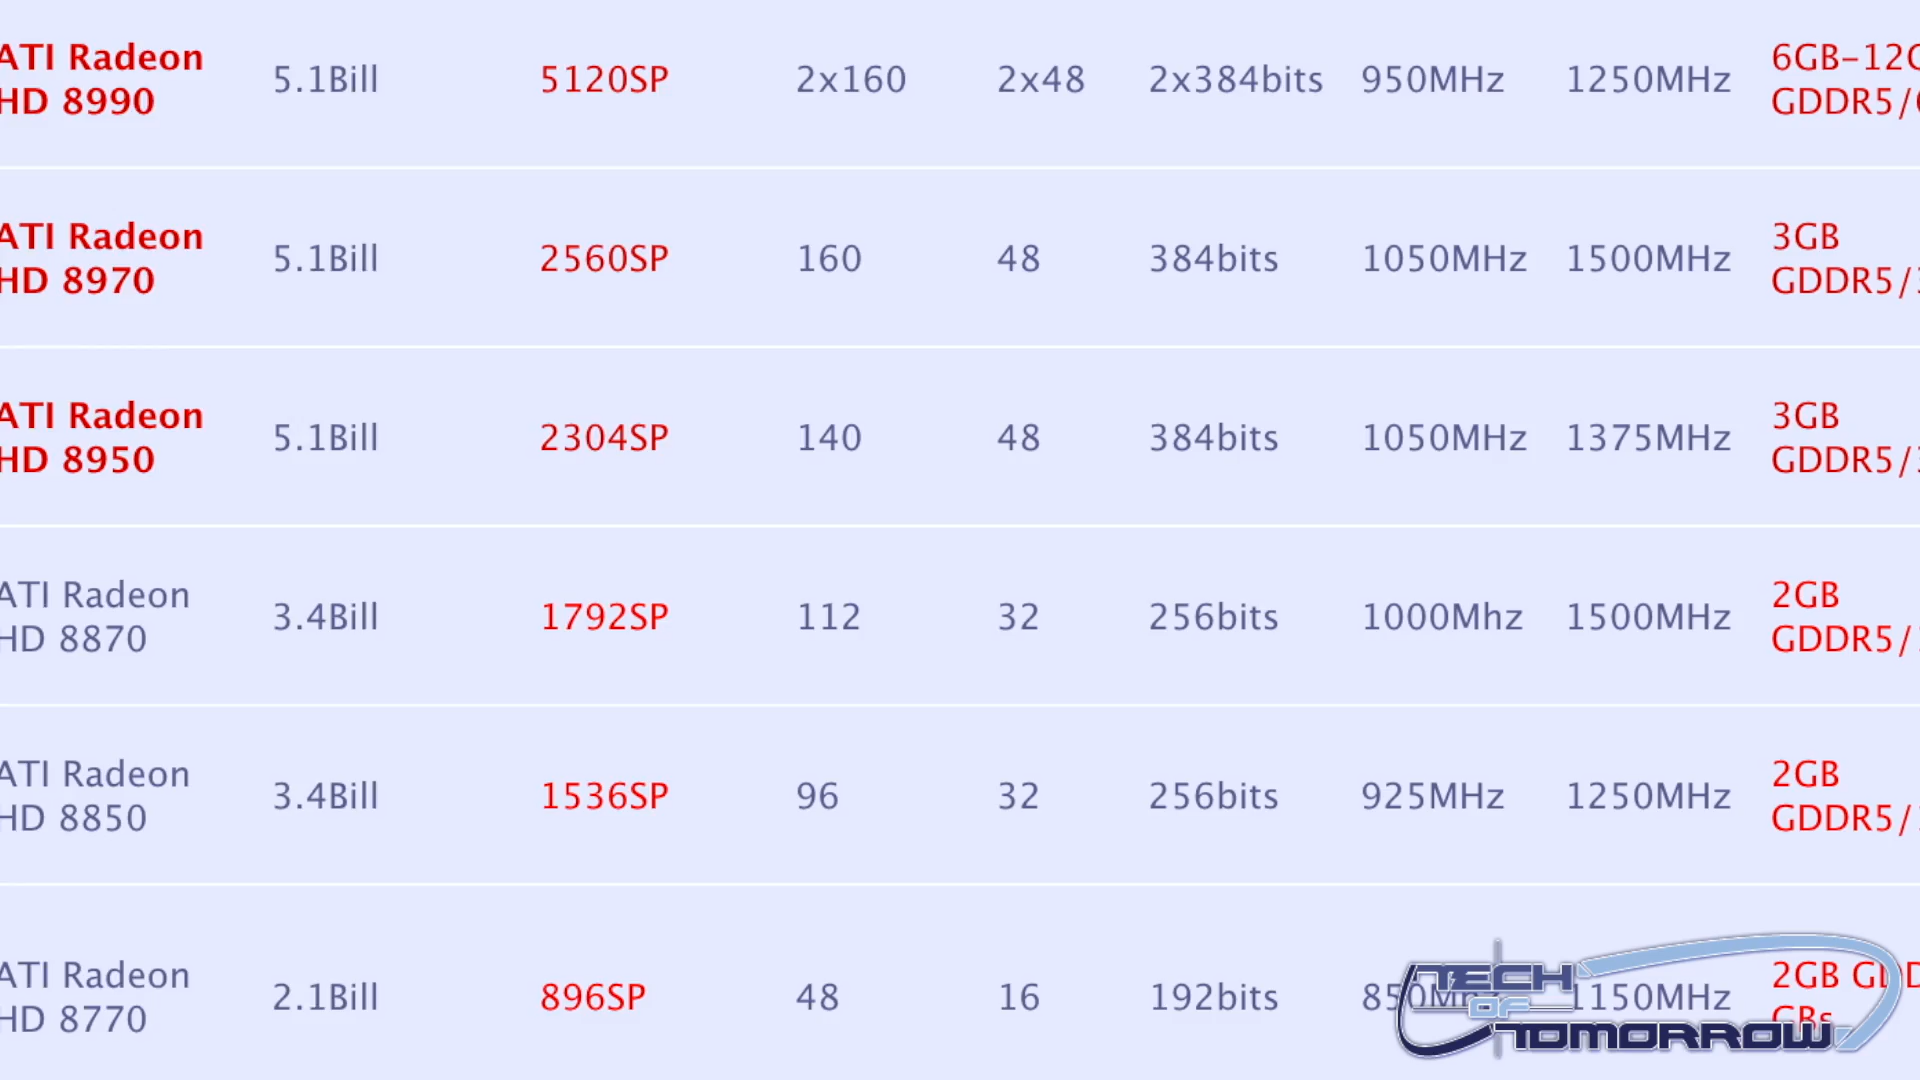 ATI Radeon
HD 8990
5.1Bill
5120SP
2x160
2x48
2x384bits
950MHz
1250MHz
GDDR5/
ATI Radeon
HD 8970
5.1Bill
2560SP
160
48
384bits
1050MHz
1500MHz
3GB
GDDR5/
ATI Radeon
HD 8950
5.1Bill
2304SP
140
48
384bits
1050MHz
1375MHz
3GB
GDDR5/
ATI Radeon
HD 8870
3.4Bill
1792SP
112
32
256bits
1000Mhz
1500MHz
2GB
GDDR5/
ATI Radeon
HD 8850
3.4Bill
1536SP
96
32
256bits
925MHz
1250MHz
2GB
GDDR5/
ATI Radeon
HD 8770
2.1Bill
896SP
48
16
192bits
1150MHz
2GB
TECH
OF
TOMORROW